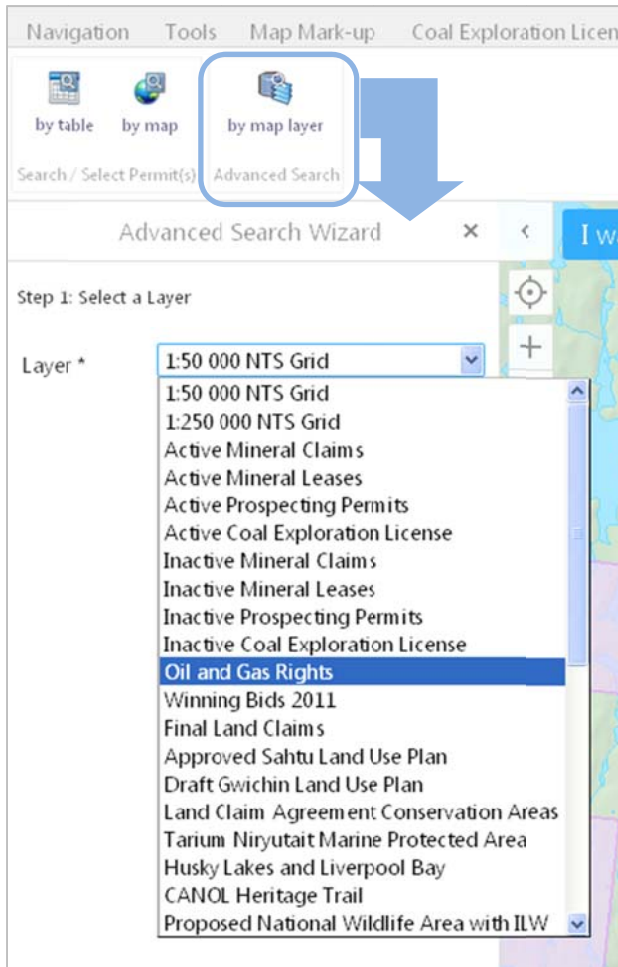 Navigation Tools Map Mark-up Coal Exploration Licen
by table by map by map layer
Search / Select Permit(s) Advanced Search
Advanced Search Wizard
I wa
Step 1: Select a Layer
Layer * 1:50 000 NTS Grid
1:50 000 NTS Grid
1:250 000 NTS Grid
Active Mineral Claims
Active Mineral Leases
Active Prospecting Permits
Active Coal Exploration License
Inactive Mineral Claims
Inactive Mineral Leases
Inactive Prospecting Permits
Inactive Coal Exploration License
Oil and Gas Rights
Winning Bids 2011
Final Land Claims
Approved Sahtu Land Use Plan
Draft Gwichin Land Use Plan
Land Claim Agreement Conservation Areas
Tarium Niryutait Marine Protected Area
Husky Lakes and Liverpool Bay
CANOL Heritage Trail
Proposed National Wildlife Area with ILW